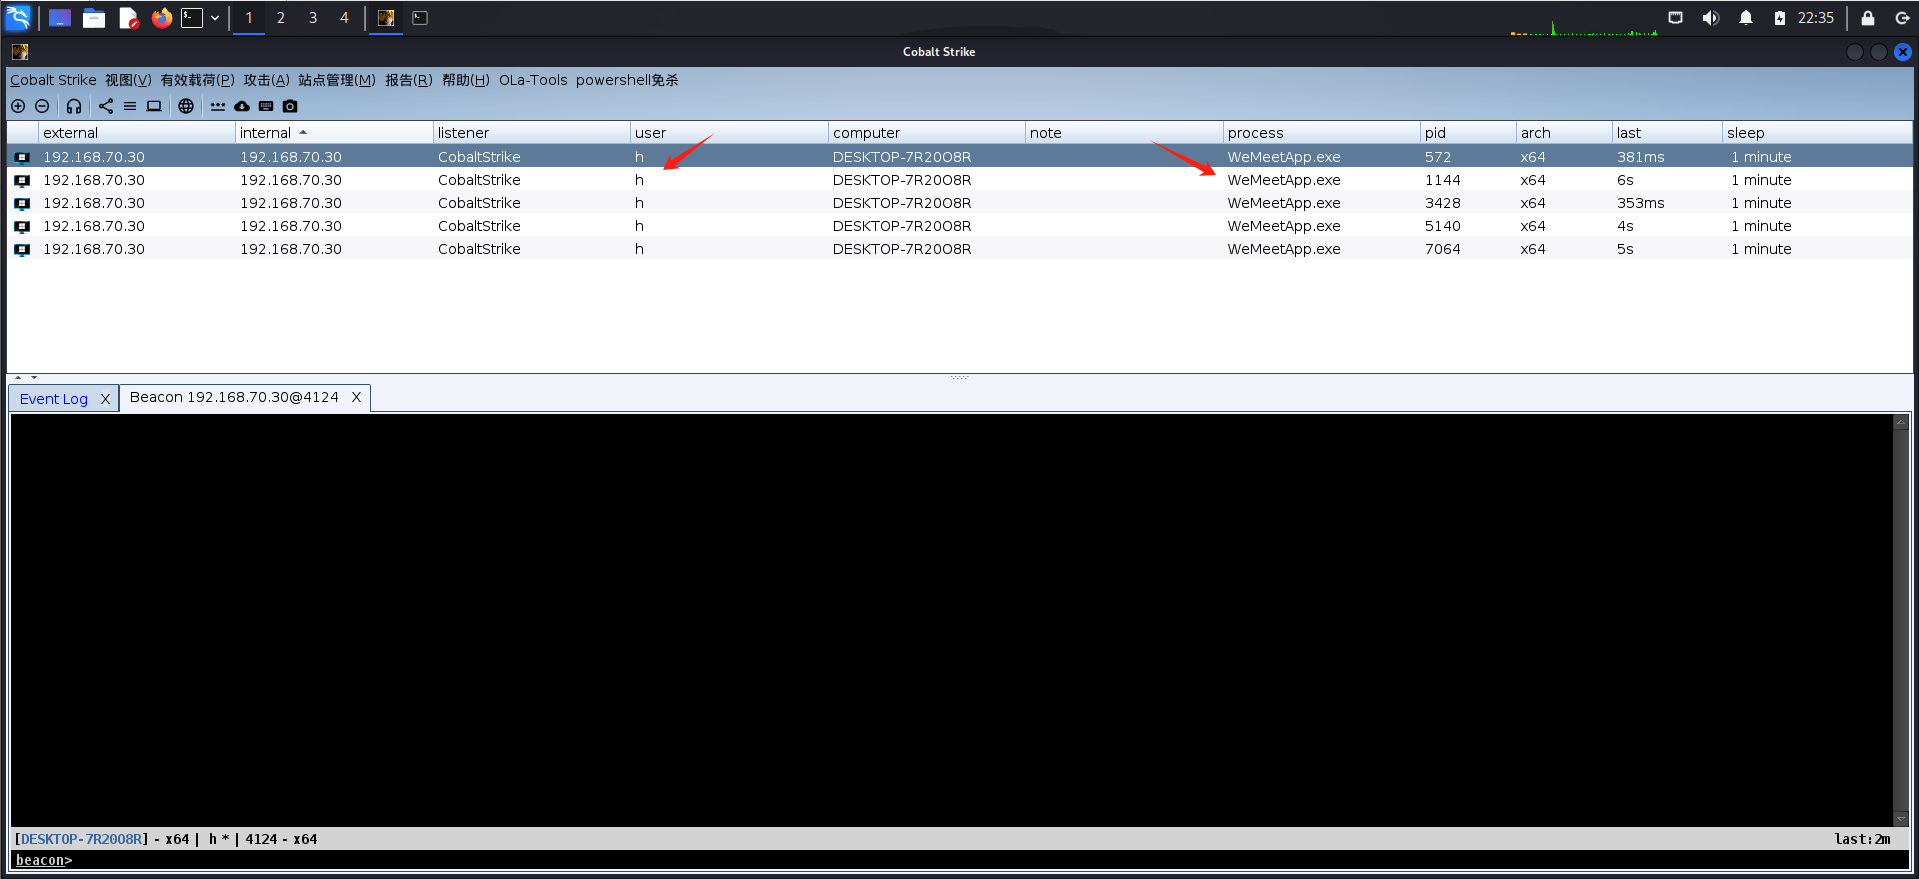 1 2 3 4 22:35
Cobalt Strike
Cobalt Strike 视图(V) 有效载荷(P) 攻击(A) 站点管理(M) 报告(R) 帮助(H) OLa-Tools powershell免杀
external internal listener user computer note process pid arch last sleep
192.168.70.30 192.168.70.30 CobaltStrike h DESKTOP-7R20O8R WeMeetApp.exe 572 x64 381ms 1 minute
192.168.70.30 192.168.70.30 CobaltStrike h DESKTOP-7R20O8R WeMeetApp.exe 1144 x64 6s 1 minute
192.168.70.30 192.168.70.30 CobaltStrike h DESKTOP-7R20O8R WeMeetApp.exe 3428 x64 353ms 1 minute
192.168.70.30 192.168.70.30 CobaltStrike h DESKTOP-7R20O8R WeMeetApp.exe 5140 x64 4s 1 minute
192.168.70.30 192.168.70.30 CobaltStrike h DESKTOP-7R20O8R WeMeetApp.exe 7064 x64 5s 1 minute
Event Log X Beacon 192.168.70.30@4124 X
[DESKTOP-7R20O8R] - x64 | h * | 4124 - x64 last:2m
beacon>